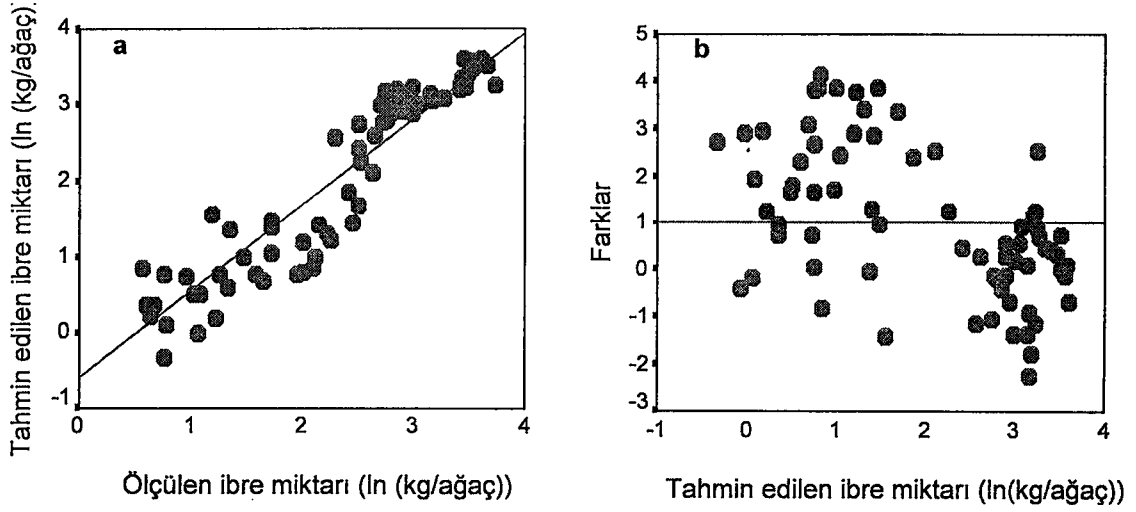 Tahmin edilen ibre miktarı (ln (kg/ağaç).
a
4
3
2
1
0
-1
0 1 2 3 4
Ölçülen ibre miktarı (ln (kg/ağaç))
Farklar
b
5
4
3
2
1
0
-1
-2
-3
-1 0 1 2 3 4
Tahmin edilen ibre miktarı (ln(kg/ağaç))